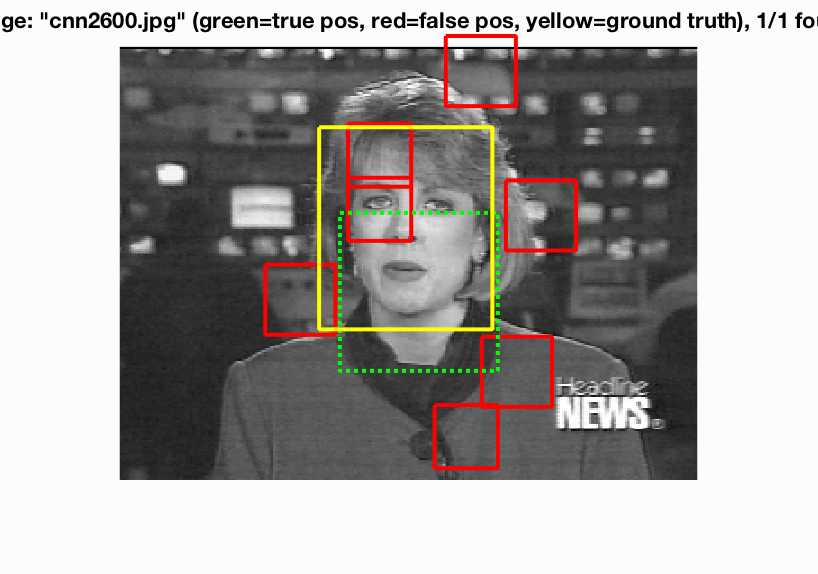 ge: "cnn2600.jpg" (green=true pos, red=false pos, yellow=ground truth), 1/1 fou
Headline
NEWS®